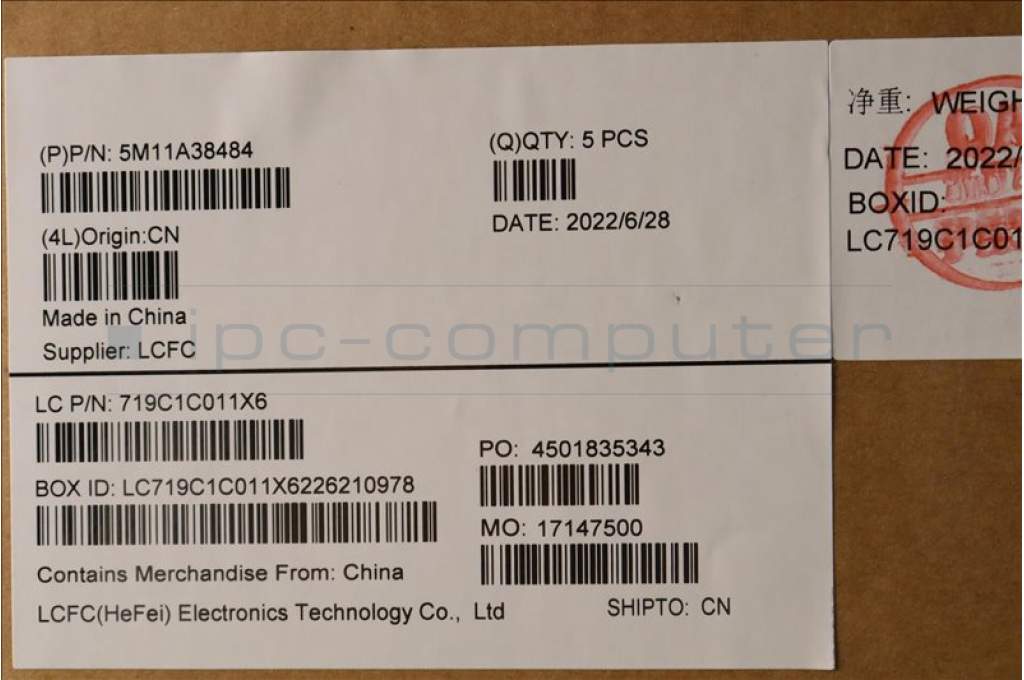 (P)P/N: 5M11A38484
(Q)QTY: 5 PCS
(4L)Origin:CN
DATE: 2022/6/28
Made in China
Supplier: LCFC
ipc-computer
LC P/N: 719C1C011X6
PO: 4501835343
BOX ID: LC719C1C011X6226210978
MO: 17147500
Contains Merchandise From: China
LCFC(HeFei) Electronics Technology Co., Ltd
SHIPTO: CN
净重: WEIGH
DATE: 2022/
BOXID:
LC719C1C01